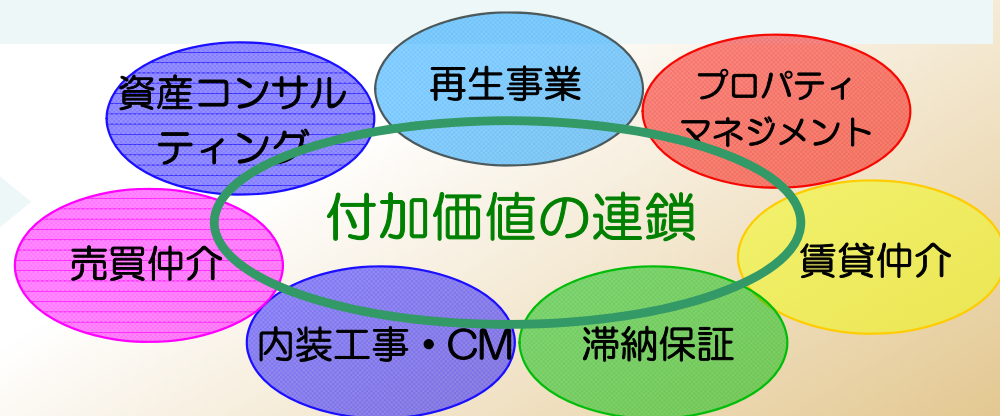 再生事業
資産コンサル
ティング
プロパティ
マネジメント
付加価値の連鎖
売買仲介
賃貸仲介
内装工事・CM
滞納保証